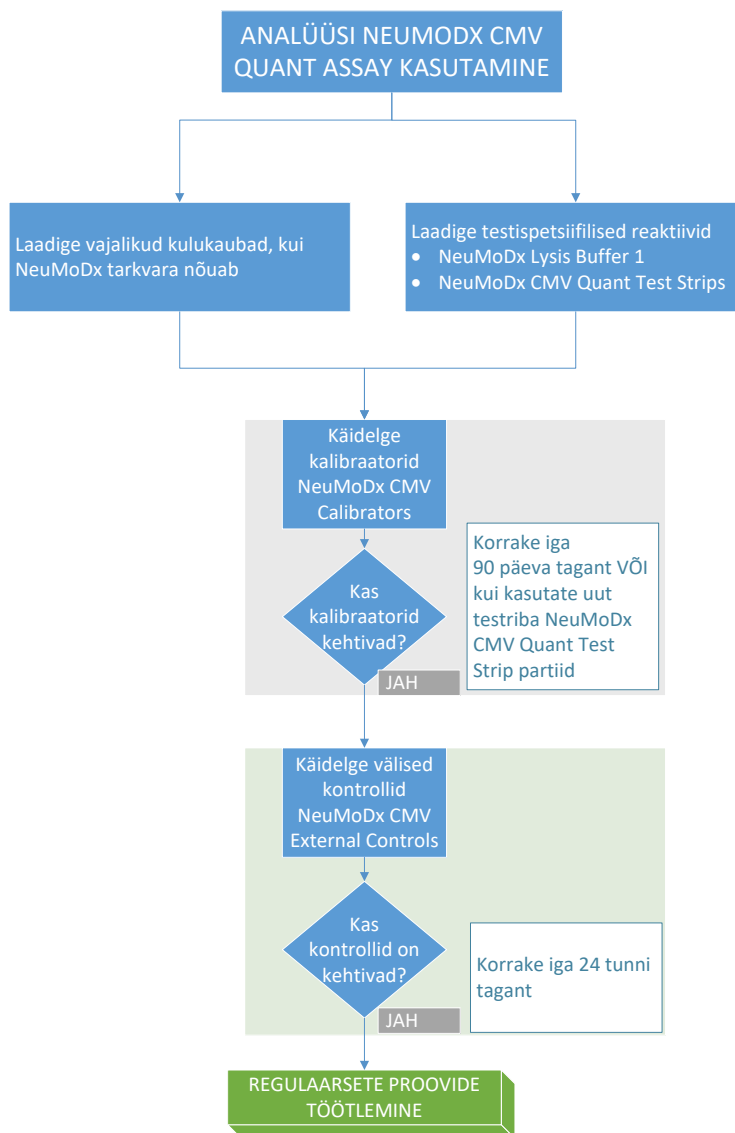 ANALÜÜSI NEUMODX CMV
QUANT ASSAY KASUTAMINE
Laadige vajalikud kulukaubad, kui
NeuMoDx tarkvara nõuab
Laadige testispetsiifilised reaktiivid
• NeuMoDx Lysis Buffer 1
• NeuMoDx CMV Quant Test Strips
Käidelge
kalibraatorid
NeuMoDx CMV
Calibrators
Kas
kalibraatorid
kehtivad?
JAH
Korrake iga
90 päeva tagant VÕI
kui kasutate uut
testriba NeuMoDx
CMV Quant Test
Strip partiid
Käidelge välised
kontrollid
NeuMoDx CMV
External Controls
Kas
kontrollid on
kehtivad?
JAH
Korrake iga 24 tunni
tagant
REGULAARSETE PROOVIDE
TÖÖTLEMINE